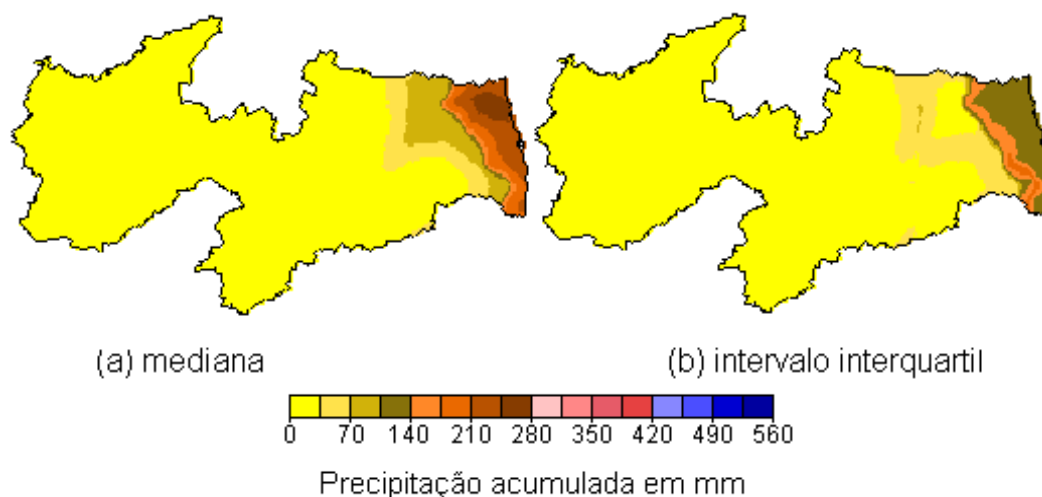 (a) mediana
(b) intervalo interquartil
0 70 140 210 280 350 420 490 560
Precipitação acumulada em mm